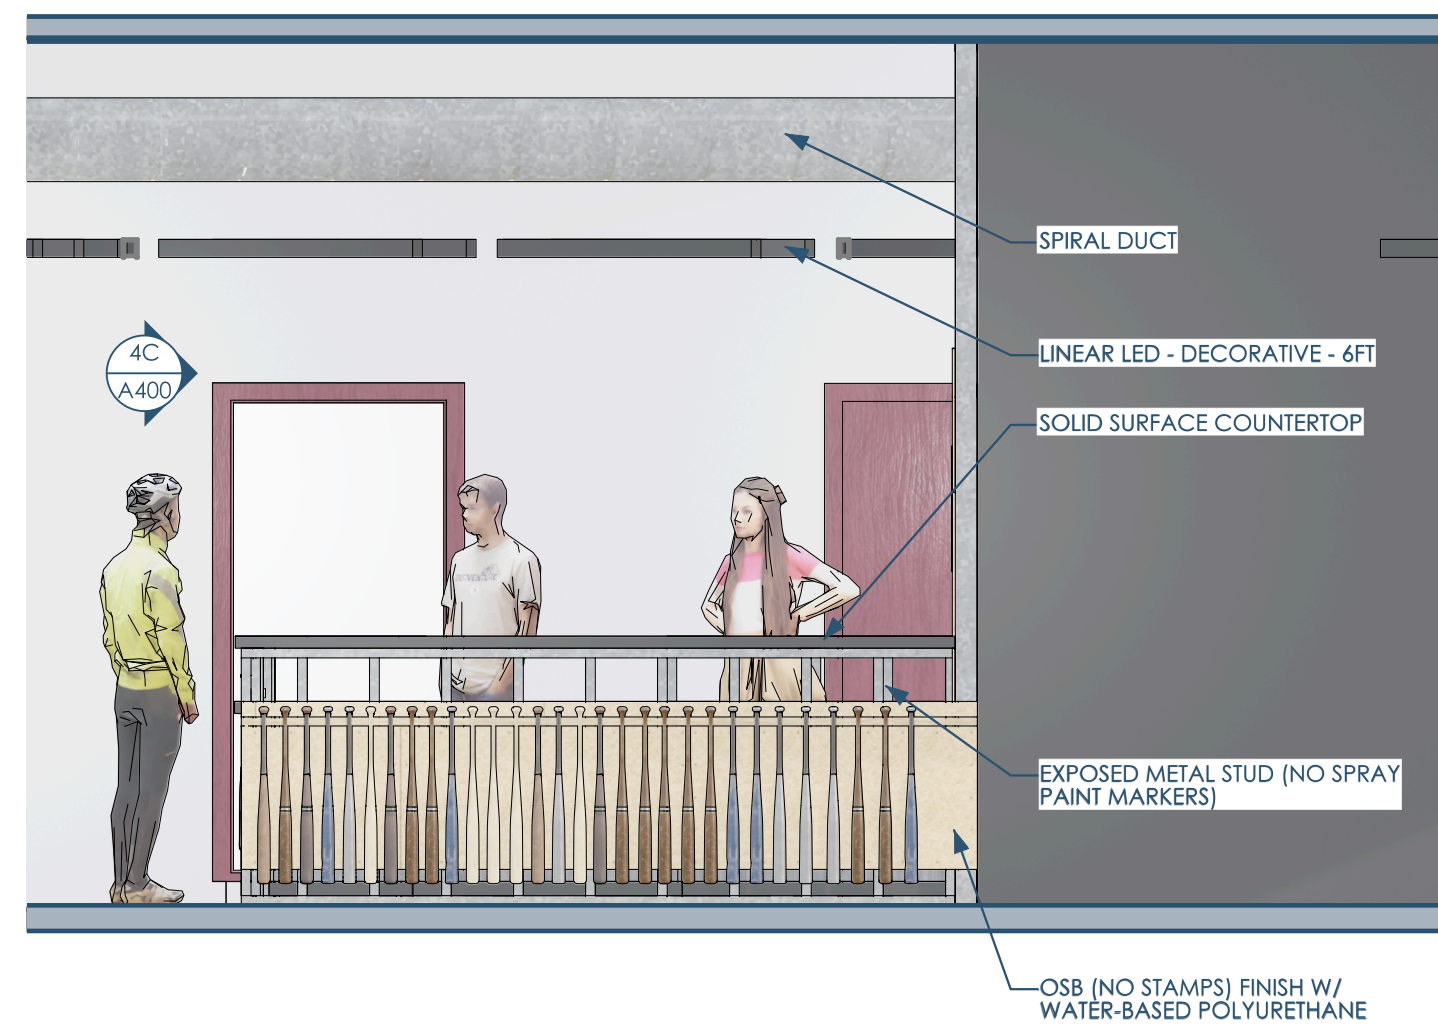 SPIRAL DUCT
LINEAR LED - DECORATIVE - 6FT
4C
A400
SOLID SURFACE COUNTERTOP
EXPOSED METAL STUD (NO SPRAY
PAINT MARKERS)
OSB (NO STAMPS) FINISH W/
WATER-BASED POLYURETHANE